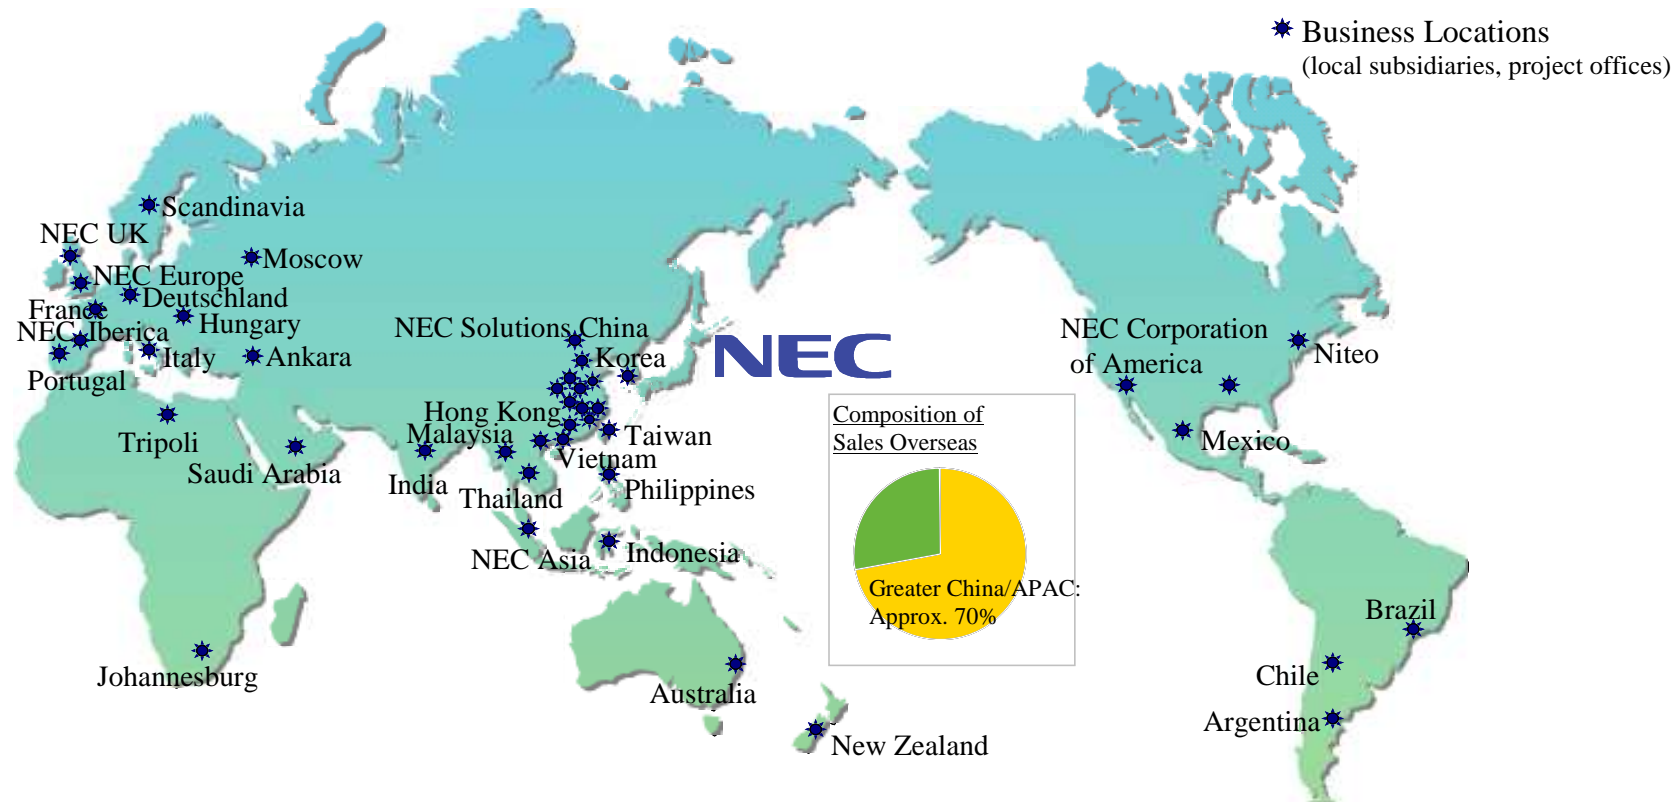 Business Locations
(local subsidiaries, project offices)
Scandinavia
NEC UK
Moscow
NEC Europe
Deutschland
France
Hungary
NEC Iberica
Italy
Ankara
Portugal
NEC Solutions China
Korea
NEC
NEC Corporation
of America
Niteo
Hong Kong
Tripoli
Malaysia
Taiwan
Saudi Arabia
Vietnam
India
Thailand
Philippines
Mexico
Composition of
Sales Overseas
NEC Asia
Indonesia
Greater China/APAC:
Approx. 70%
Brazil
Johannesburg
Australia
Chile
Argentina
New Zealand